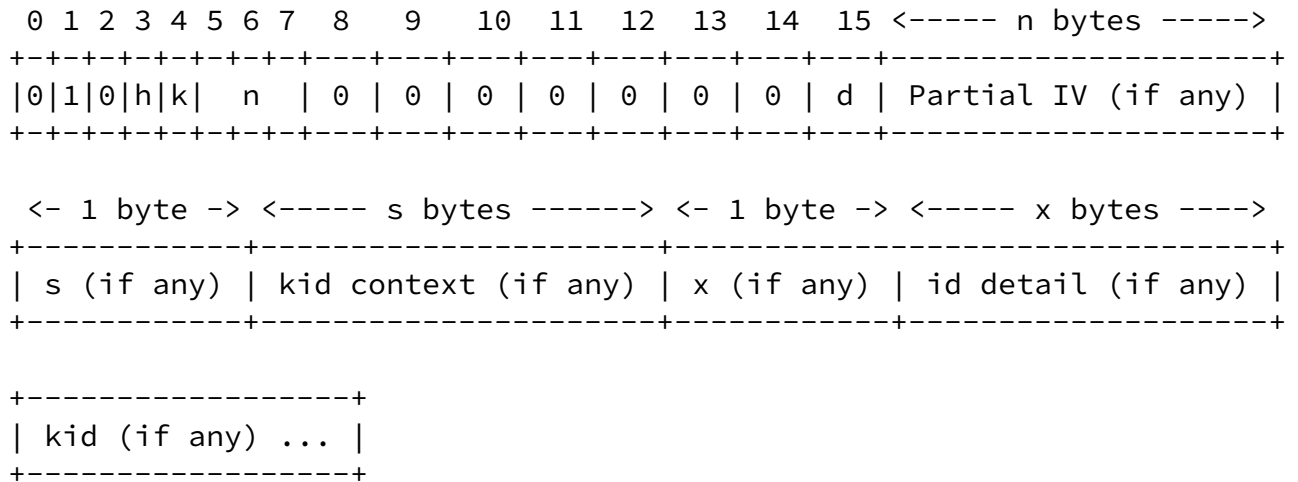 0 1 2 3 4 5 6 7  8   9   10  11  12  13  14  15 <----- n bytes ----->
+-+-+-+-+-+-+-+-+---+---+---+---+---+---+---+---+---------------------+
|0|1|0|h|k|  n  | 0 | 0 | 0 | 0 | 0 | 0 | 0 | d | Partial IV (if any) |
+-+-+-+-+-+-+-+-+---+---+---+---+---+---+---+---+---------------------+

 <- 1 byte -> <----- s bytes ------> <- 1 byte -> <----- x bytes ---->
+------------+----------------------+---------------------------------+
| s (if any) | kid context (if any) | x (if any) | id detail (if any) |
+------------+----------------------+------------+--------------------+

+------------------+
| kid (if any) ... |
+------------------+